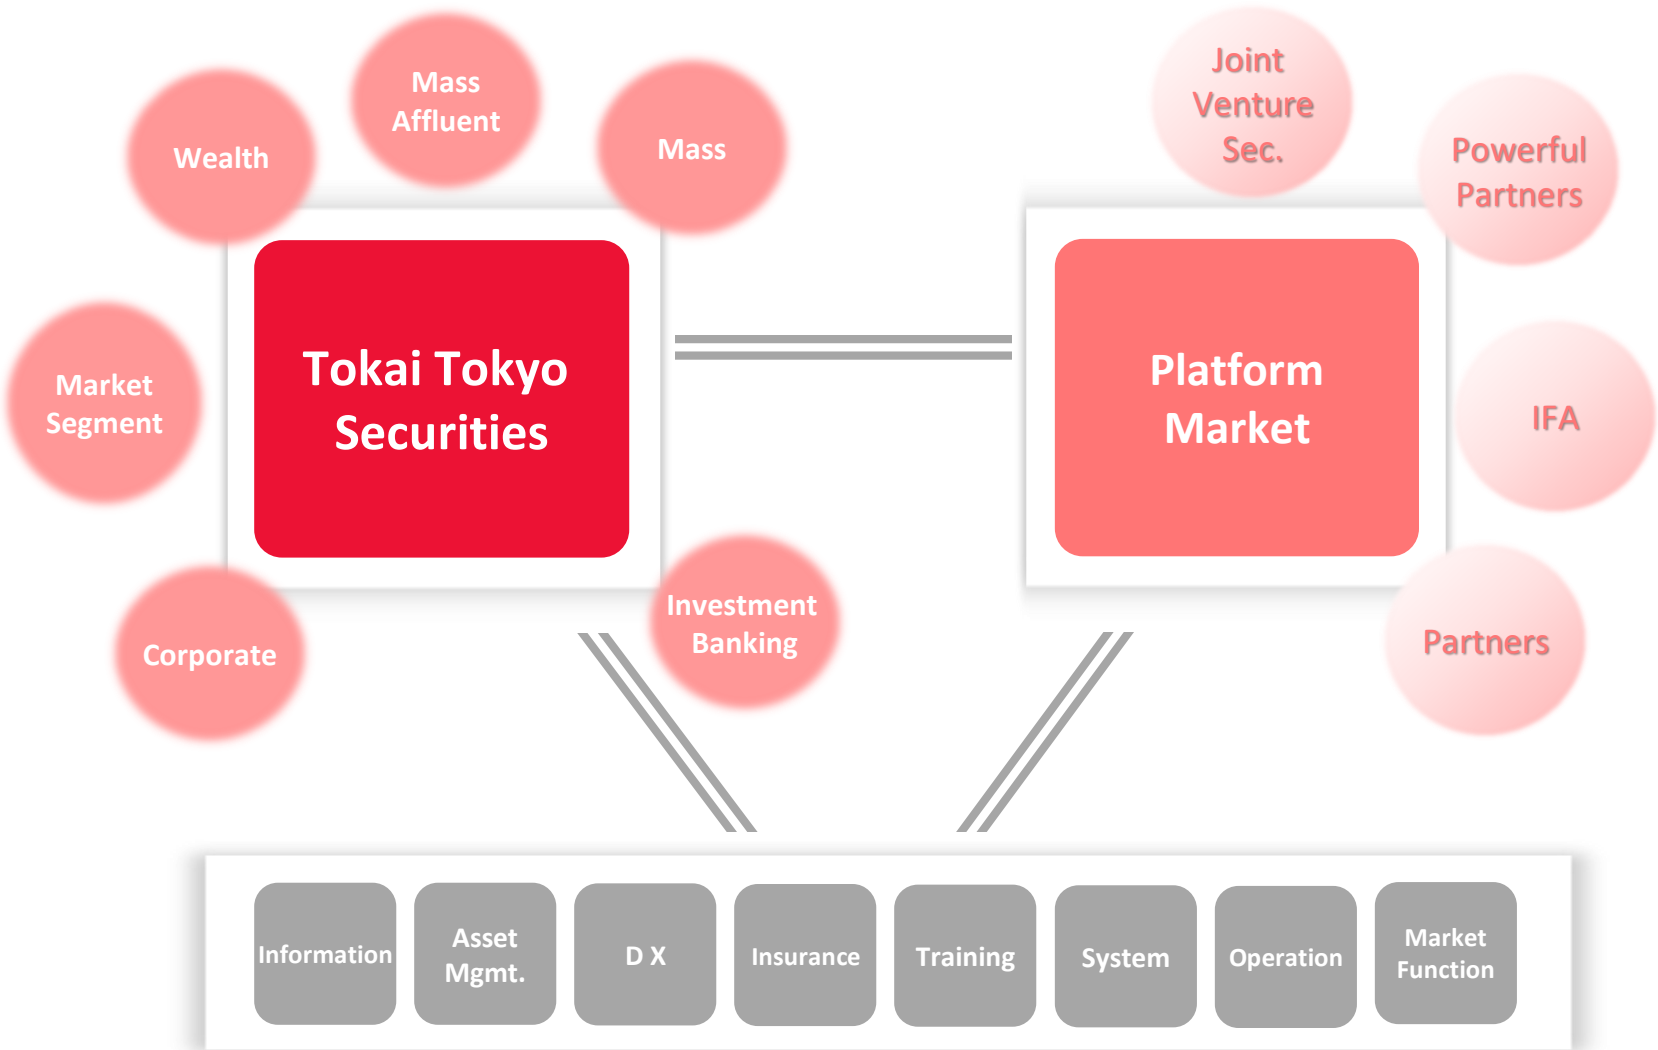 Mass
Affluent
Wealth
Mass
Market
Segment
Tokai Tokyo
Securities
Corporate
Investment
Banking
Joint
Venture
Sec.
Powerful
Partners
Platform
Market
IFA
Partners
Information
Asset
Mgmt.
D X
Insurance
Training
System
Operation
Market
Function